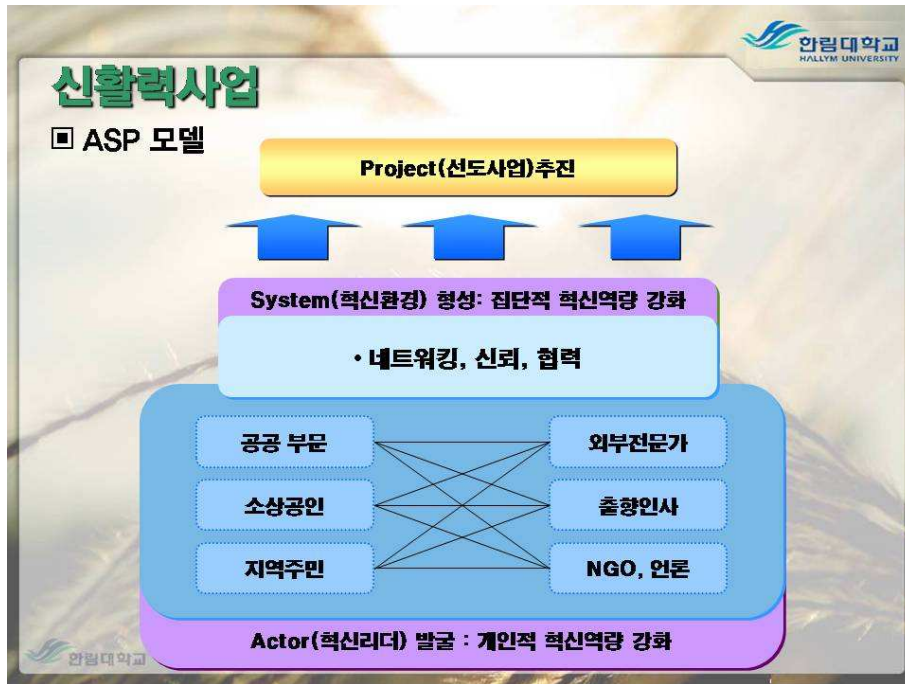 한림대학교
HALLYM UNIVERSITY
신활력사업
▣ ASP 모델
Project(선도사업)추진
System(혁신환경) 형성: 집단적 혁신역량 강화
• 네트워킹, 신뢰, 협력
공공 부문
외부전문가
소상공인
출향인사
지역주민
NGO, 언론
Actor(혁신리더) 발굴 : 개인적 혁신역량 강화
한림대학교